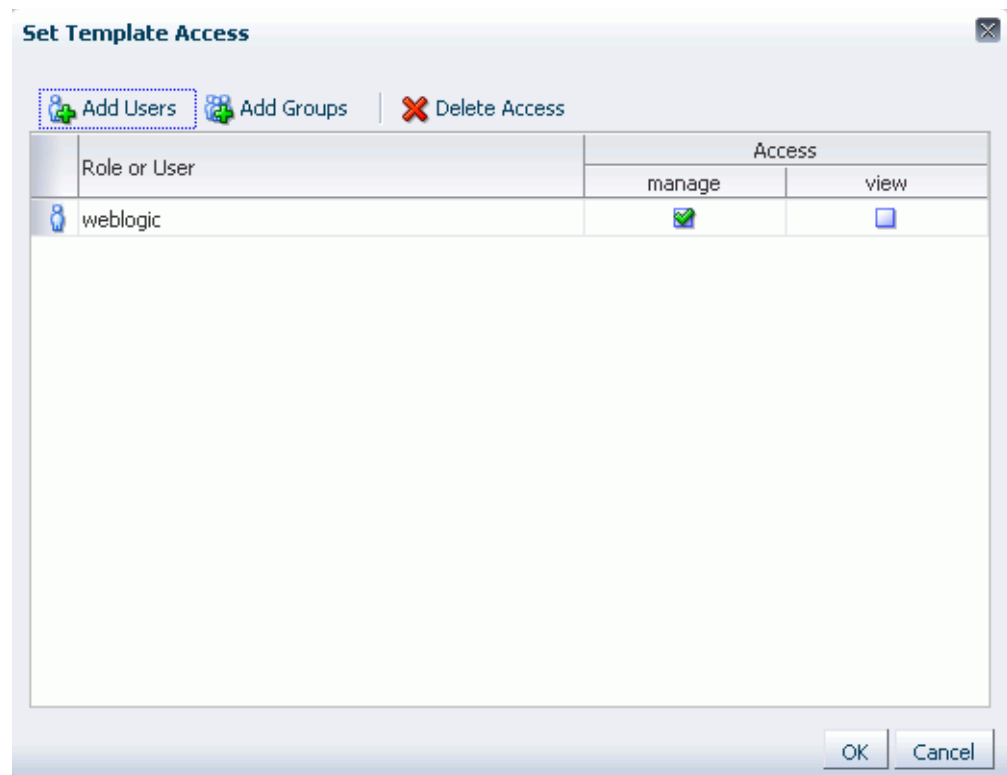 Set Template Access
Add Users Add Groups Delete Access
Role or User
Access
manage view
weblogic
OK Cancel